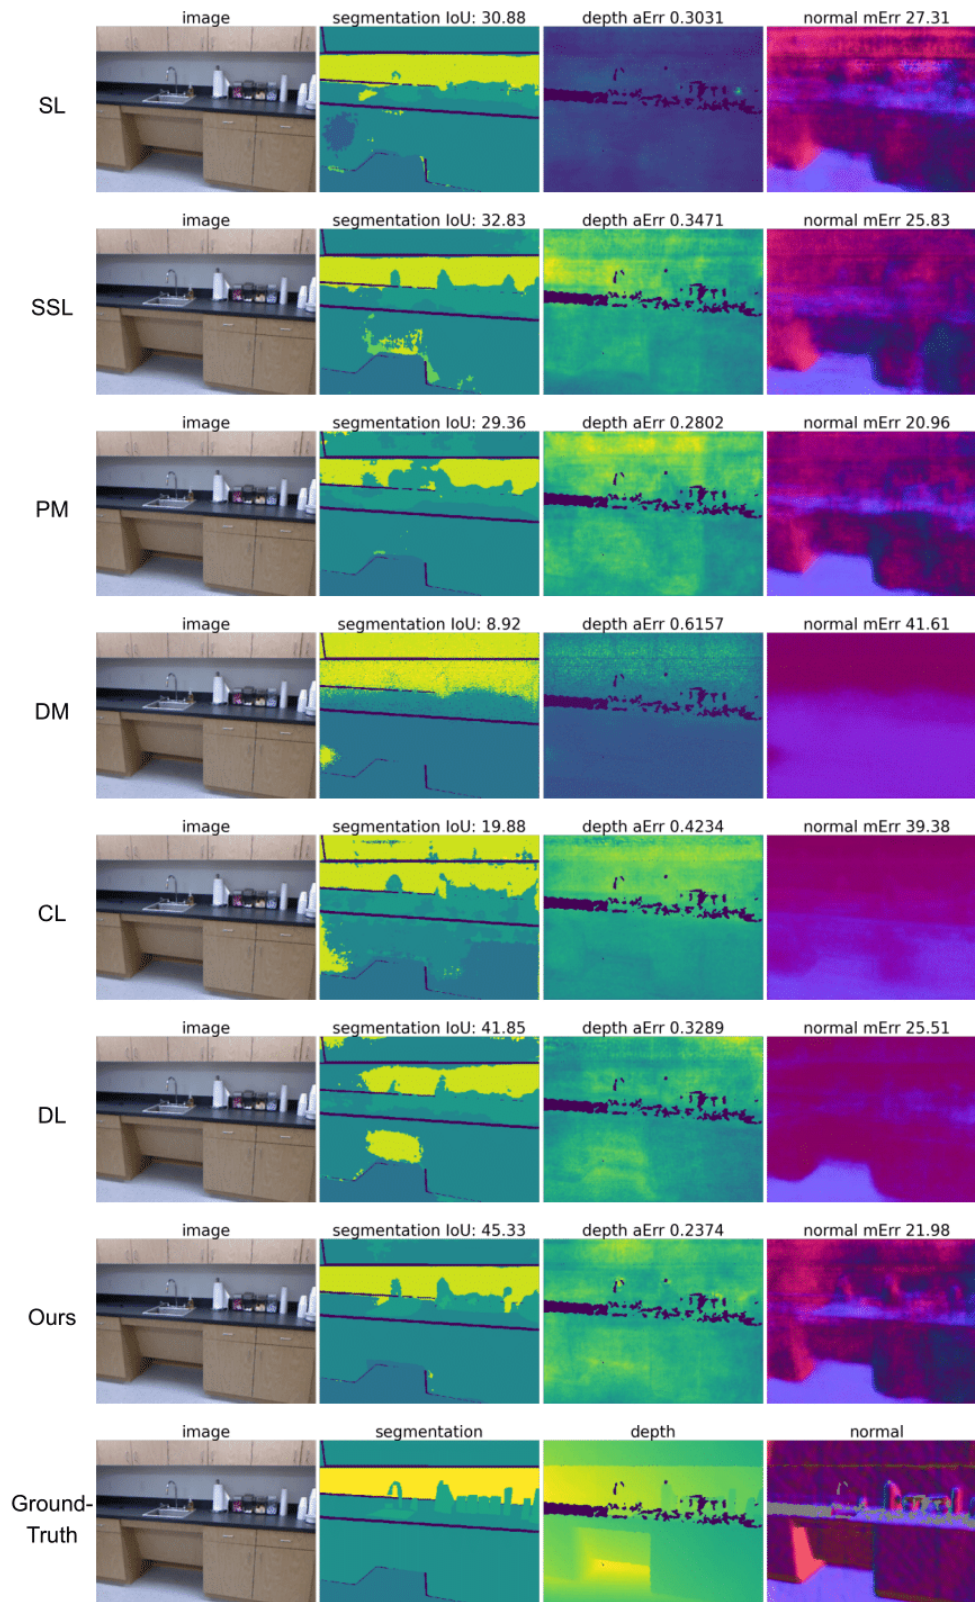 image segmentation IoU: 30.88 depth aErr 0.3031 normal mErr 27.31
SL
image segmentation IoU: 32.83 depth aErr 0.3471 normal mErr 25.83
SSL
image segmentation IoU: 29.36 depth aErr 0.2802 normal mErr 20.96
PM
image segmentation IoU: 8.92 depth aErr 0.6157 normal mErr 41.61
DM
image segmentation IoU: 19.88 depth aErr 0.4234 normal mErr 39.38
CL
image segmentation IoU: 41.85 depth aErr 0.3289 normal mErr 25.51
DL
image segmentation IoU: 45.33 depth aErr 0.2374 normal mErr 21.98
Ours
image segmentation depth normal
Ground-
Truth